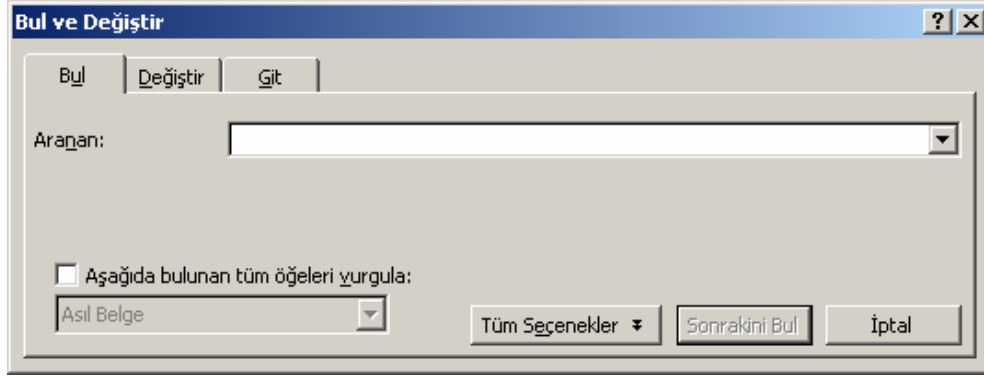 Bul ve Değiştir
Bul Değiştir Git
Aranan:
Aşağıda bulunan tüm öğeleri vurgula:
Asıl Belge
Tüm Seçenekler Sonrakini Bul İptal